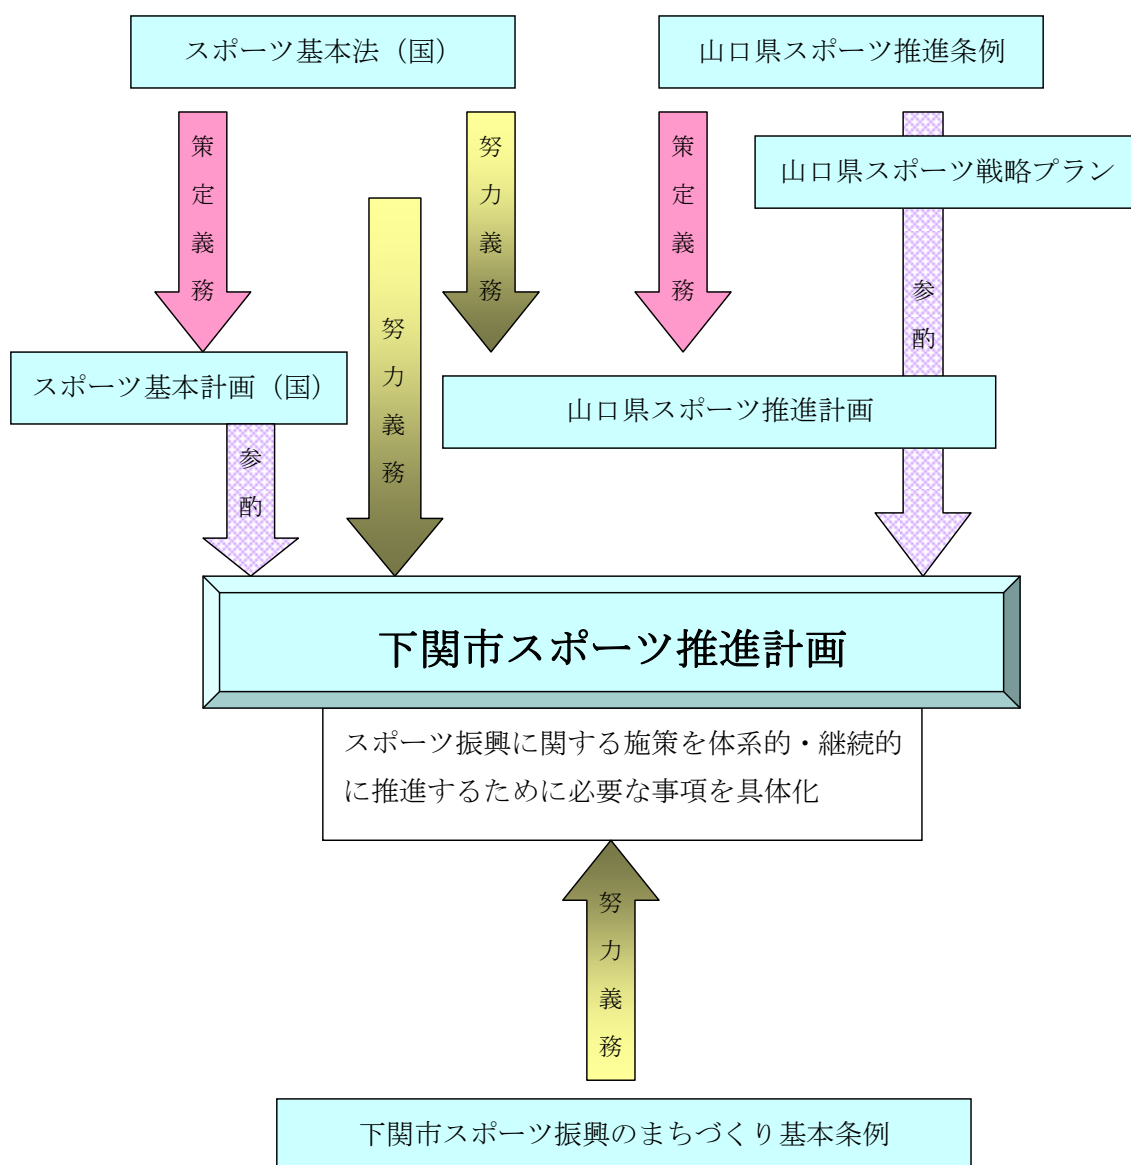 スポーツ基本法（国）
山口県スポーツ推進条例
策定義務
努力義務
策定義務
山口県スポーツ戦略プラン
努力義務
参酌
スポーツ基本計画（国）
山口県スポーツ推進計画
参酌
下関市スポーツ推進計画
スポーツ振興に関する施策を体系的・継続的
に推進するために必要な事項を具体化
努力義務
下関市スポーツ振興のまちづくり基本条例